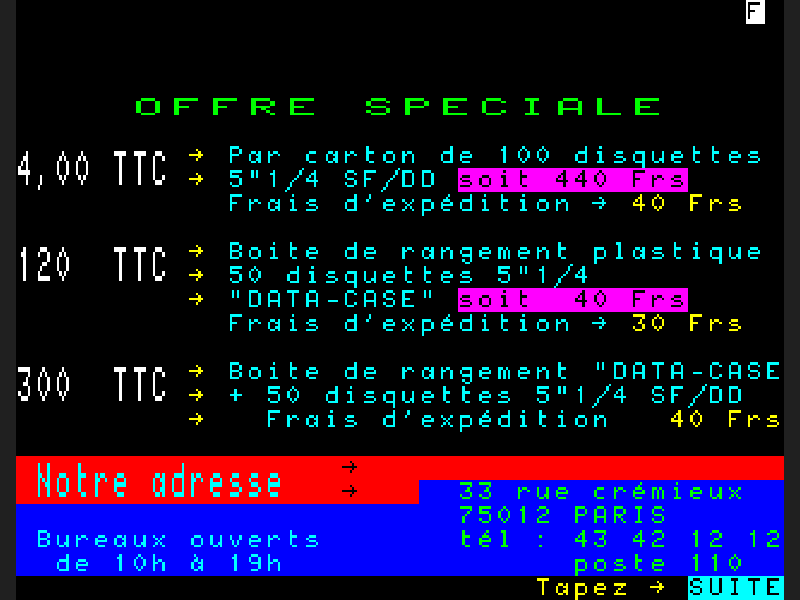 F
OFFRE SPECIALE
4,00 TTC → Par carton de 100 disquettes
→ 5"1/4 SF/DD soit 440 Frs
Frais d'expédition → 40 Frs
120 TTC → Boite de rangement plastique
→ 50 disquettes 5"1/4
→ "DATA-CASE" soit 40 Frs
Frais d'expédition → 30 Frs
300 TTC → Boite de rangement "DATA-CASE
→ + 50 disquettes 5"1/4 SF/DD
→ Frais d'expédition 40 Frs
Notre adresse →
→ 33 rue crémieux
75012 PARIS
Bureaux ouverts tél : 43 42 12 12
de 10h à 19h poste 110
Tapez → SUITE